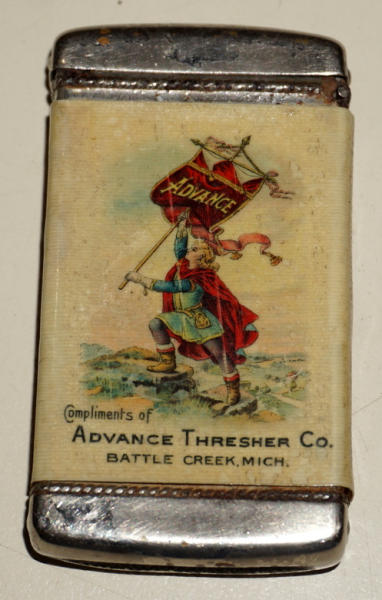 ADVANCE
Compliments of
ADVANCE THRESHER CO.
BATTLE CREEK, MICH.